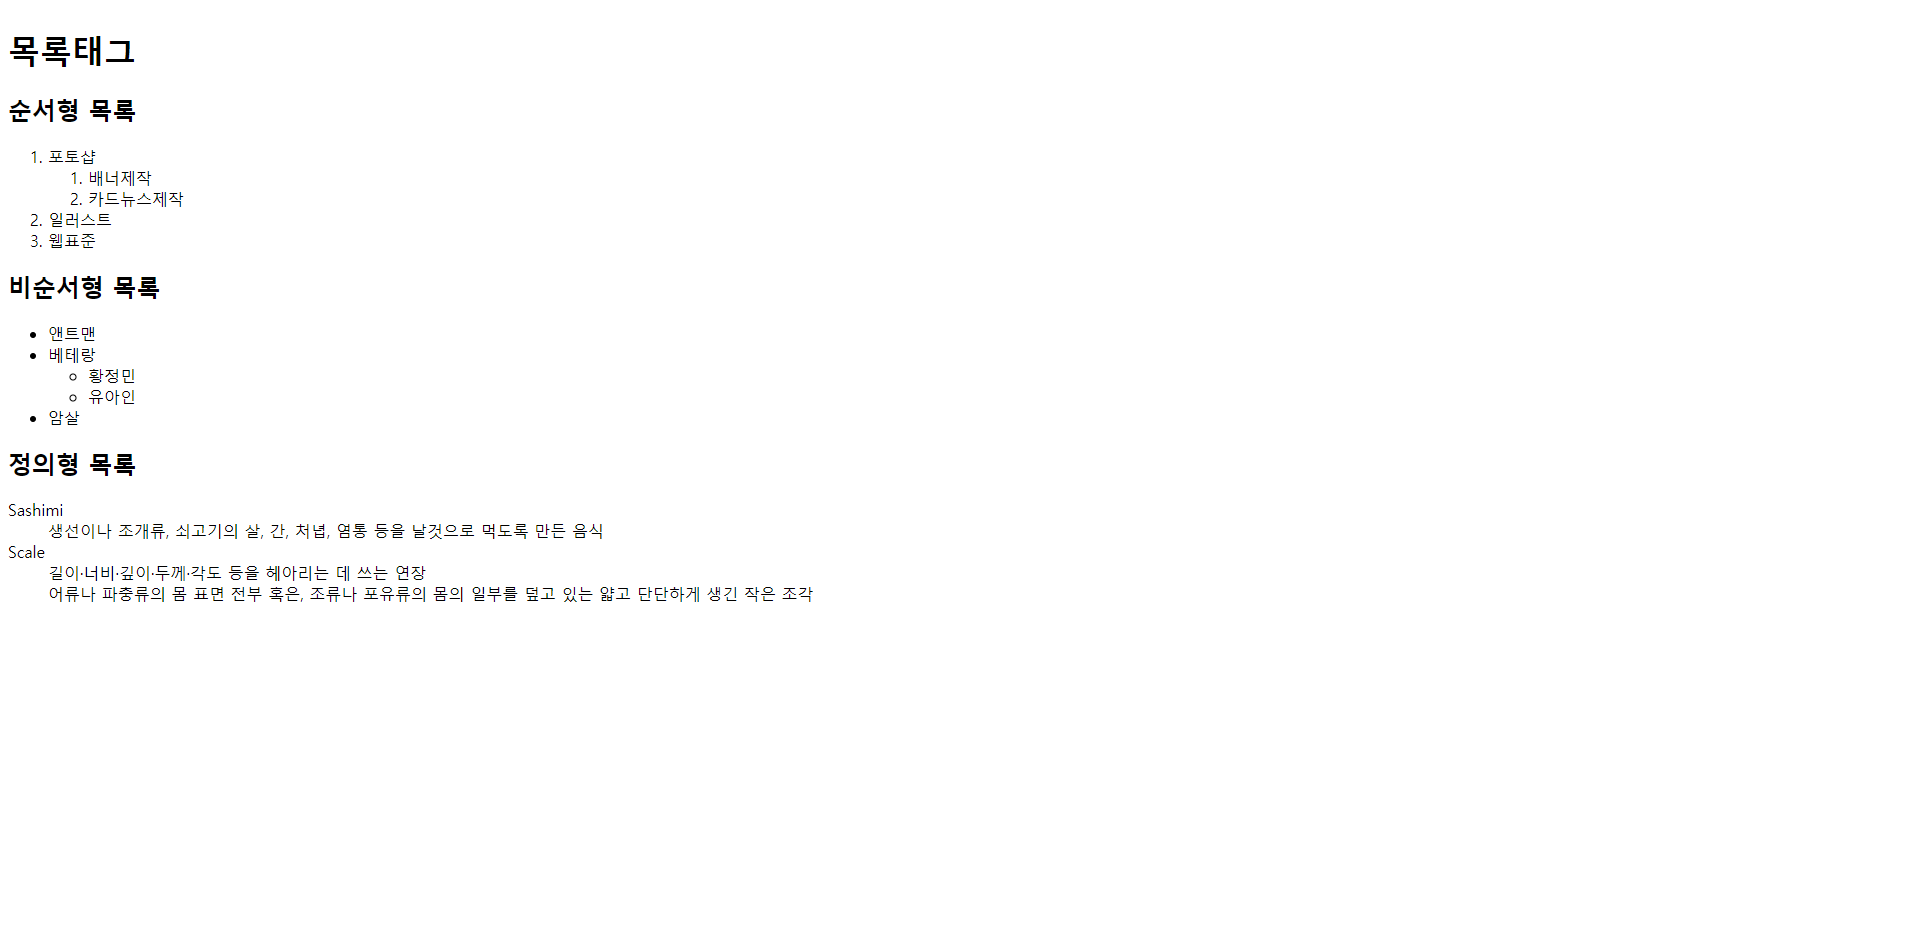 목록태그
순서형 목록
1. 포토샵
1. 배너제작
2. 카드뉴스제작
2. 일러스트
3. 웹표준
비순서형 목록
• 앤트맨
• 베테랑
◦ 황정민
◦ 유아인
• 암살
정의형 목록
Sashimi
생선이나 조개류, 쇠고기의 살, 간, 처녑, 염통 등을 날것으로 먹도록 만든 음식
Scale
길이·너비·깊이·두께·각도 등을 헤아리는 데 쓰는 연장
어류나 파충류의 몸 표면 전부 혹은, 조류나 포유류의 몸의 일부를 덮고 있는 얇고 단단하게 생긴 작은 조각